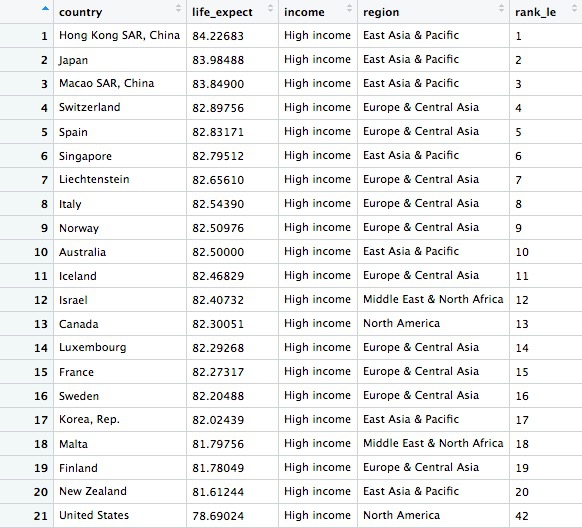 country life_expect income region rank_le
1 Hong Kong SAR, China 84.22683 High income East Asia & Pacific 1
2 Japan 83.98488 High income East Asia & Pacific 2
3 Macao SAR, China 83.84900 High income East Asia & Pacific 3
4 Switzerland 82.89756 High income Europe & Central Asia 4
5 Spain 82.83171 High income Europe & Central Asia 5
6 Singapore 82.79512 High income East Asia & Pacific 6
7 Liechtenstein 82.65610 High income Europe & Central Asia 7
8 Italy 82.54390 High income Europe & Central Asia 8
9 Norway 82.50976 High income Europe & Central Asia 9
10 Australia 82.50000 High income East Asia & Pacific 10
11 Iceland 82.46829 High income Europe & Central Asia 11
12 Israel 82.40732 High income Middle East & North Africa 12
13 Canada 82.30051 High income North America 13
14 Luxembourg 82.29268 High income Europe & Central Asia 14
15 France 82.27317 High income Europe & Central Asia 15
16 Sweden 82.20488 High income Europe & Central Asia 16
17 Korea, Rep. 82.02439 High income East Asia & Pacific 17
18 Malta 81.79756 High income Middle East & North Africa 18
19 Finland 81.78049 High income Europe & Central Asia 19
20 New Zealand 81.61244 High income East Asia & Pacific 20
21 United States 78.69024 High income North America 42